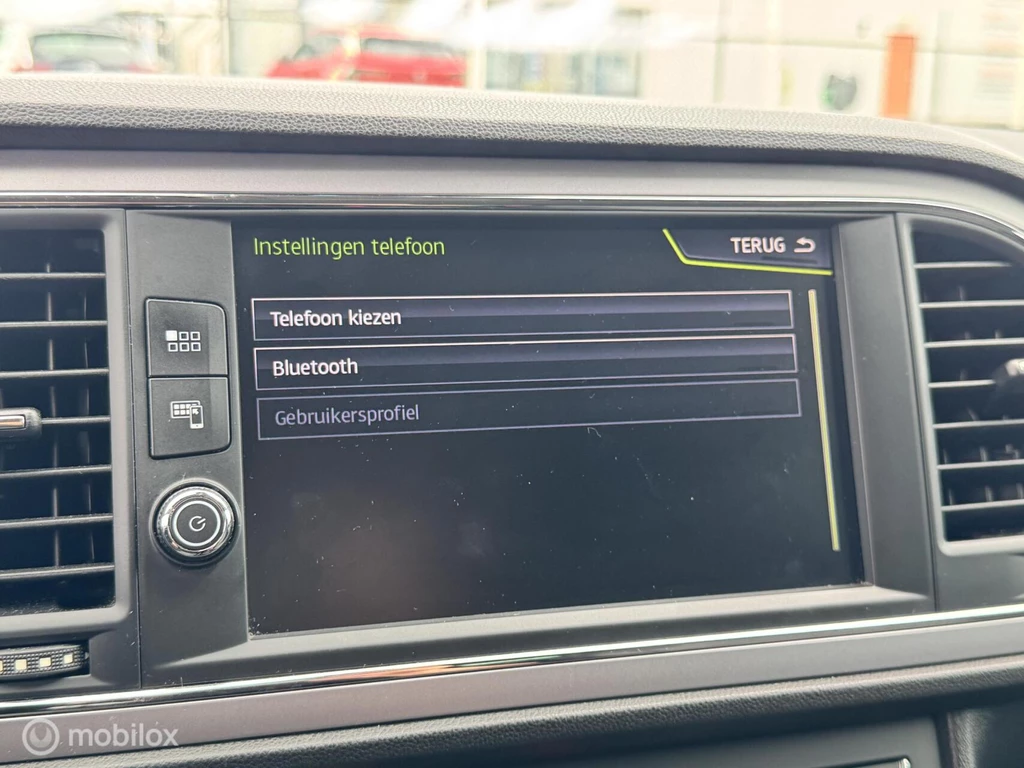 Instellingen telefoon
TERUG
Telefoon kiezen
Bluetooth
Gebruikersprofiel
mobilox